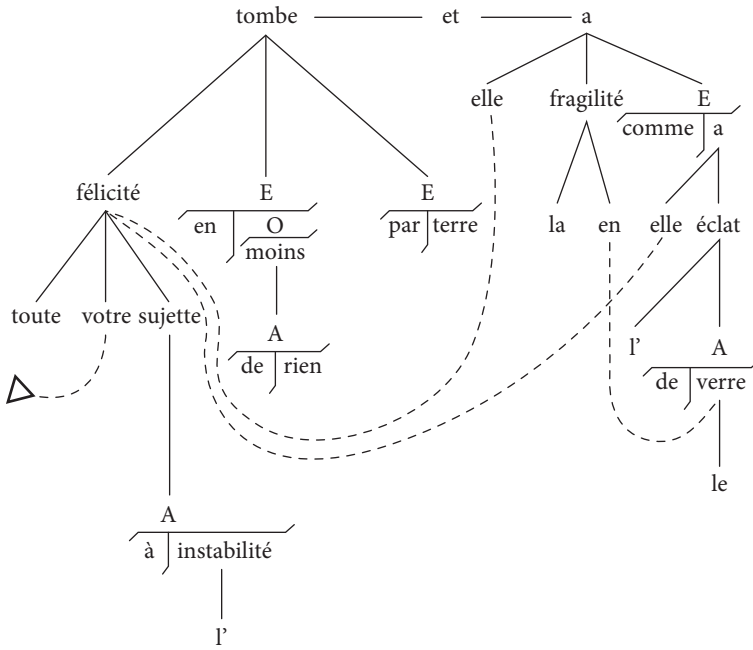 tombe et a
elle fragilité E
comme a
félicité E E
en O par terre la en elle éclat
moins
toute votre sujette
A l' A
de rien de verre
le
A
à instabilité
l'